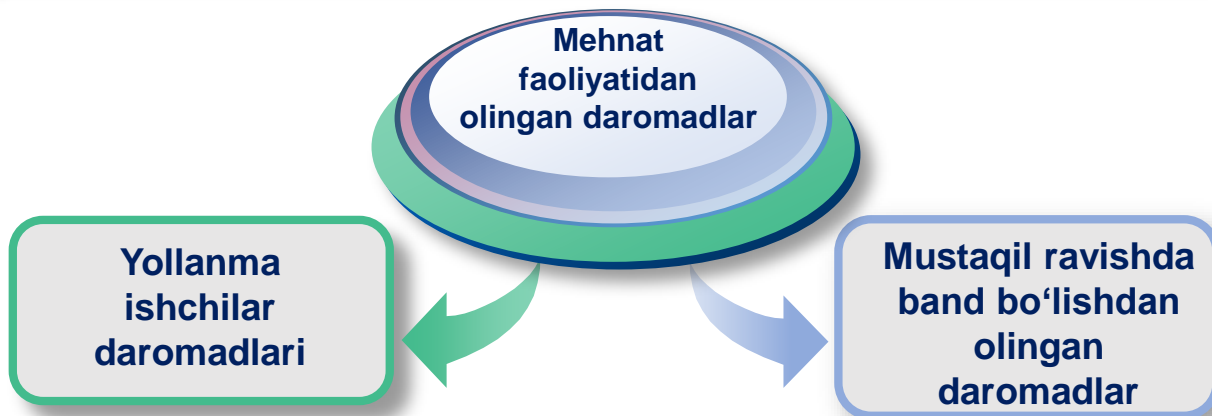 Mehnat
faoliyatidan
olingan daromadlar
Yollanma
ishchilar
daromadlari
Mustaqil ravishda
band bo‘lishdan
olingan
daromadlar